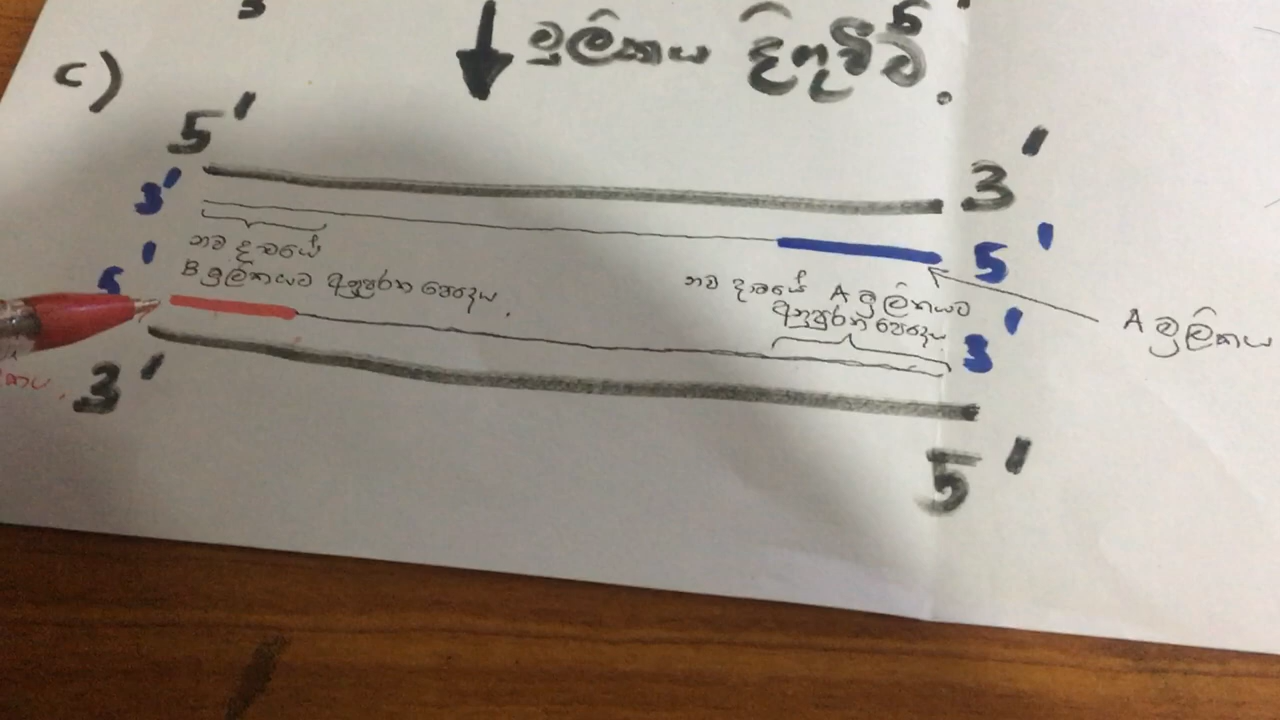 3'
මූලිකය දිගුවීම.
c)
5'
3'
3'
5'
නව දාමයේ
B මූලිකයට අනුපූරක පෙදෙය.
5'
නව දාමයේ A මූලිකයට
අනුපූරක පෙදෙය
A මූලිකය
3'
3'
5'